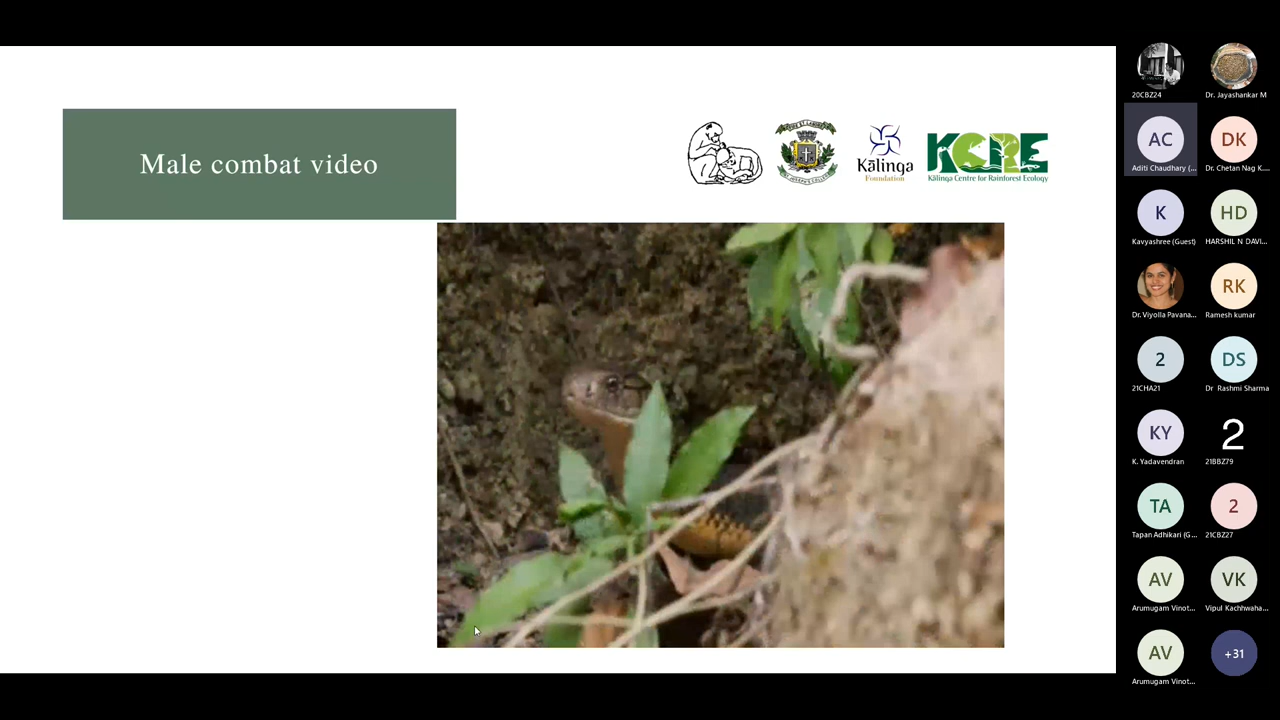 Male combat video
Kālinga
Foundation
KCRE
Kālinga Centre for Rainforest Ecology
20CBZ24
Dr. Jayashankar M
AC
Aditi Chaudhary (...
DK
Dr. Chetan Nag K....
K
Kavyashree (Guest)
HD
HARSHIL N DAVI...
Dr. Viyolla Pavana...
RK
Ramesh kumar
2
21CHA21
DS
Dr Rashmi Sharma
KY
K. Yadavendran
2
21BBZ79
TA
Tapan Adhikari (G...
2
21CBZ27
AV
Arumugam Vinot...
VK
Vipul Kachhwaha...
AV
Arumugam Vinot...
+31